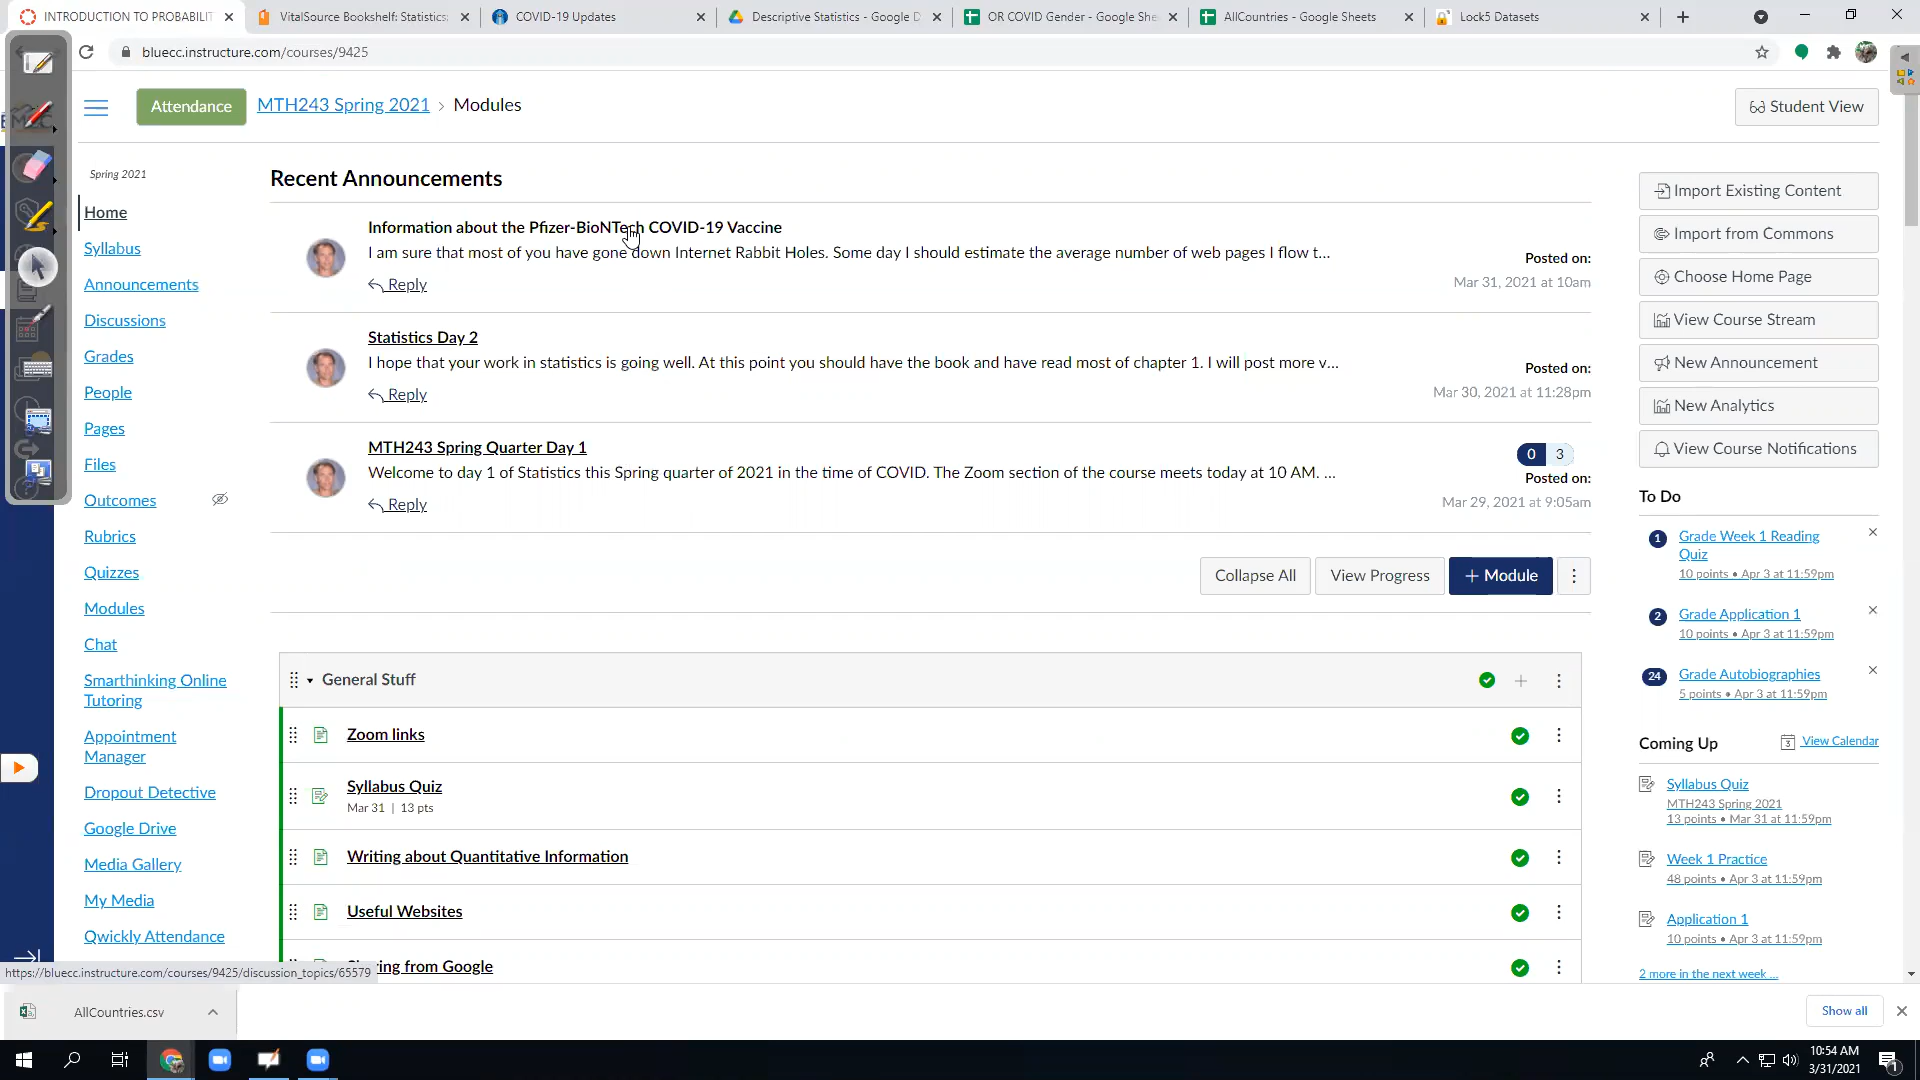 INTRODUCTION TO PROBABILIT
VitalSource Bookshelf: Statistics:
COVID-19 Updates
Descriptive Statistics - Google D
OR COVID Gender - Google She
AllCountries - Google Sheets
Lock5 Datasets
bluecc.instructure.com/courses/9425
Attendance
MTH243 Spring 2021 › Modules
Student View
Spring 2021
Home
Syllabus
Announcements
Discussions
Grades
People
Pages
Files
Outcomes
Rubrics
Quizzes
Modules
Chat
Smarthinking Online
Tutoring
Appointment
Manager
Dropout Detective
Google Drive
Media Gallery
My Media
Qwickly Attendance
Recent Announcements
Information about the Pfizer-BioNTech COVID-19 Vaccine
I am sure that most of you have gone down Internet Rabbit Holes. Some day I should estimate the average number of web pages I flow t...
Posted on:
Mar 31, 2021 at 10am
Reply
Statistics Day 2
I hope that your work in statistics is going well. At this point you should have the book and have read most of chapter 1. I will post more v...
Posted on:
Mar 30, 2021 at 11:28pm
Reply
MTH243 Spring Quarter Day 1
0 3
Welcome to day 1 of Statistics this Spring quarter of 2021 in the time of COVID. The Zoom section of the course meets today at 10 AM. ...
Posted on:
Mar 29, 2021 at 9:05am
Reply
Collapse All
View Progress
+ Module
General Stuff
Zoom links
Syllabus Quiz
Mar 31 | 13 pts
Writing about Quantitative Information
Useful Websites
ring from Google
Import Existing Content
Import from Commons
Choose Home Page
View Course Stream
New Announcement
New Analytics
View Course Notifications
To Do
1
Grade Week 1 Reading
Quiz
10 points • Apr 3 at 11:59pm
2
Grade Application 1
10 points • Apr 3 at 11:59pm
24
Grade Autobiographies
5 points • Apr 3 at 11:59pm
Coming Up
3 View Calendar
Syllabus Quiz
MTH243 Spring 2021
13 points • Mar 31 at 11:59pm
Week 1 Practice
48 points • Apr 3 at 11:59pm
Application 1
10 points • Apr 3 at 11:59pm
2 more in the next week ...
https://bluecc.instructure.com/courses/9425/discussion_topics/65579
AllCountries.csv
Show all
10:54 AM
3/31/2021
1